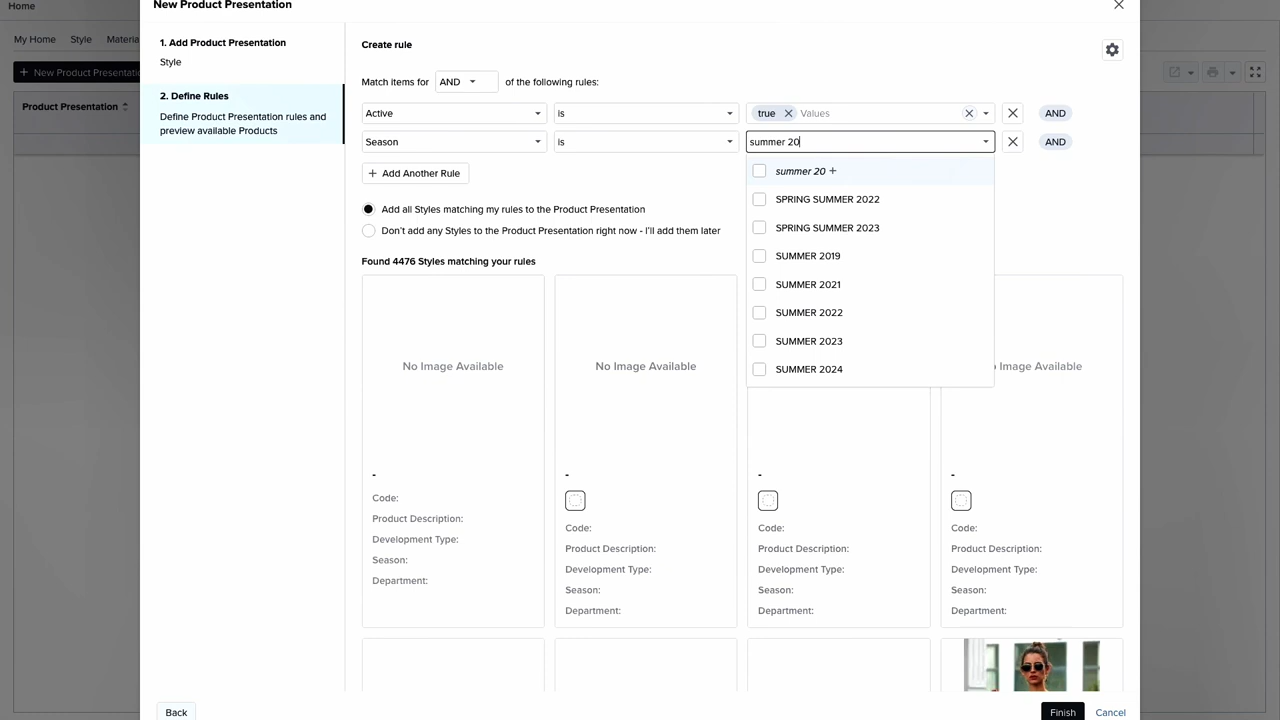 New Product Presentation
Home
My Home Style Materia
+ New Product Presentatio
Product Presentation
1. Add Product Presentation
Style
2. Define Rules
Define Product Presentation rules and
preview available Products
Create rule
Match items for AND of the following rules:
Active is true Values AND
Season is summer 20 AND
+ Add Another Rule
summer 20 +
SPRING SUMMER 2022
SPRING SUMMER 2023
SUMMER 2019
SUMMER 2021
SUMMER 2022
SUMMER 2023
SUMMER 2024
Add all Styles matching my rules to the Product Presentation
Don't add any Styles to the Product Presentation right now - I'll add them later
Found 4476 Styles matching your rules
No Image Available
-
Code:
Product Description:
Development Type:
Season:
Department:
No Image Available
-
Code:
Product Description:
Development Type:
Season:
Department:
-
Code:
Product Description:
Development Type:
Season:
Department:
Image Available
-
Code:
Product Description:
Development Type:
Season:
Department:
Back
Finish Cancel